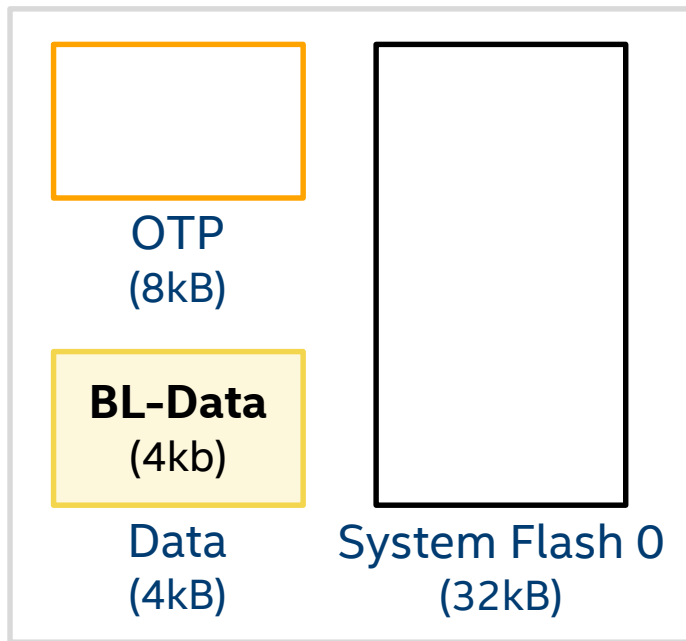 OTP
(8kB)
BL-Data
(4kb)
Data
(4kB)
System Flash 0
(32kB)